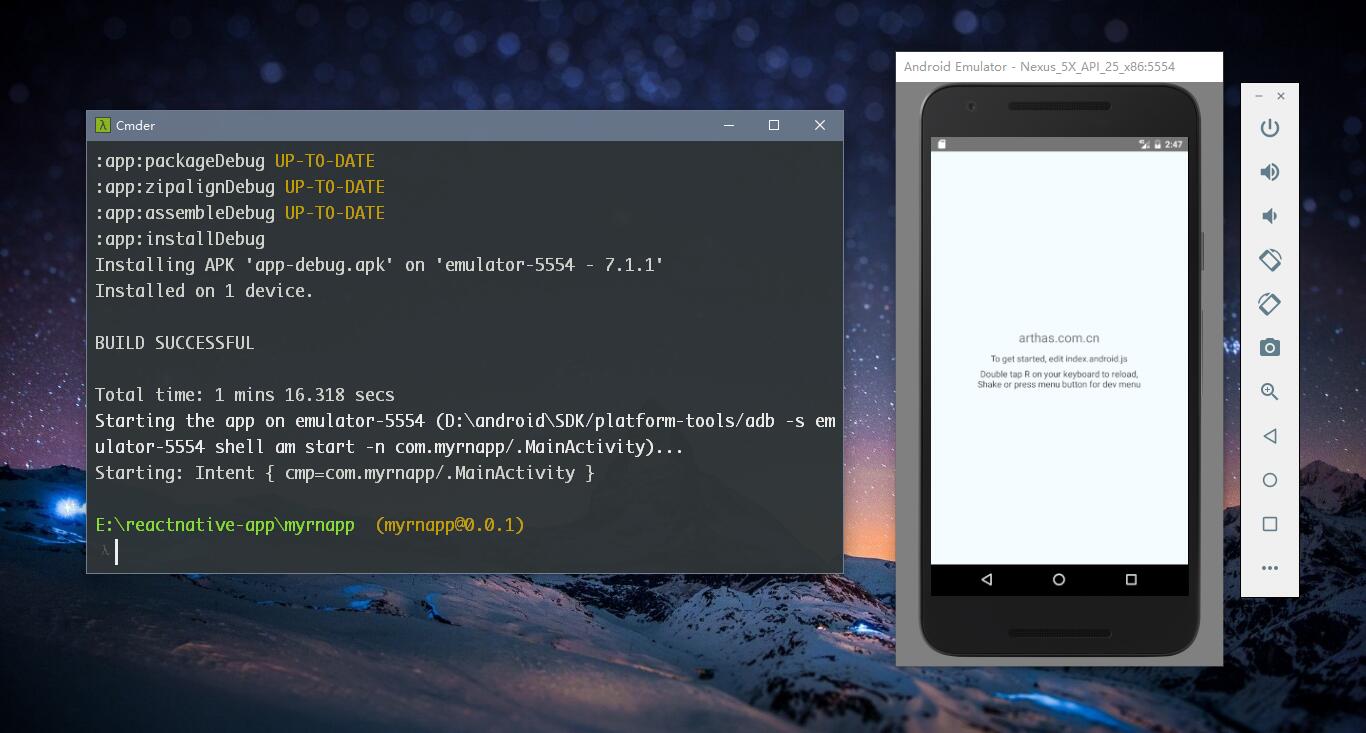 Cmder
:app:packageDebug UP-TO-DATE
:app:zipalignDebug UP-TO-DATE
:app:assembleDebug UP-TO-DATE
:app:installDebug
Installing APK 'app-debug.apk' on 'emulator-5554 - 7.1.1'
Installed on 1 device.
BUILD SUCCESSFUL
Total time: 1 mins 16.318 secs
Starting the app on emulator-5554 (D:\android\SDK/platform-tools/adb -s em
ulator-5554 shell am start -n com.myrnapp/.MainActivity)...
Starting: Intent { cmp=com.myrnapp/.MainActivity }
E:\reactnative-app\myrnapp (myrnapp@0.0.1)
λ
Android Emulator - Nexus_5X_API_25_x86:5554
2:47
arthas.com.cn
To get started, edit index.android.js
Double tap R on your keyboard to reload,
Shake or press menu button for dev menu